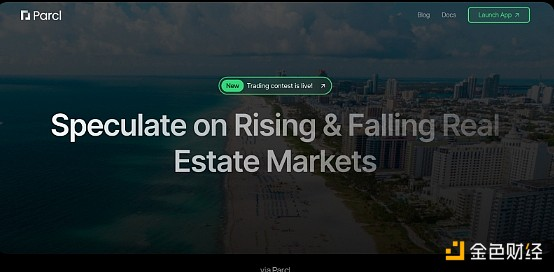 Parcl
Blog
Docs
Launch App ↗
New Trading contest is live! ↗
Speculate on Rising & Falling Real
Estate Markets
金色财经
via Parcl